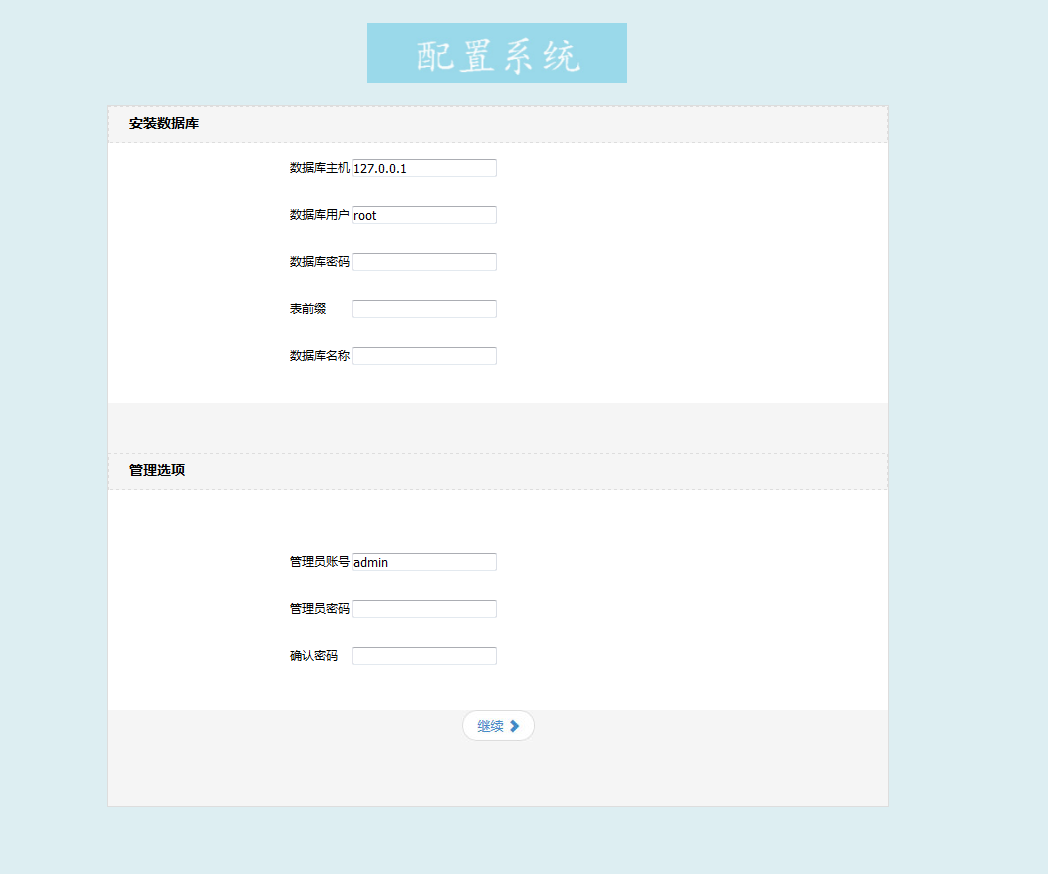 配置系统
安装数据库
数据库主机 127.0.0.1
数据库用户 root
数据库密码
表前缀
数据库名称
管理选项
管理员账号 admin
管理员密码
确认密码
继续